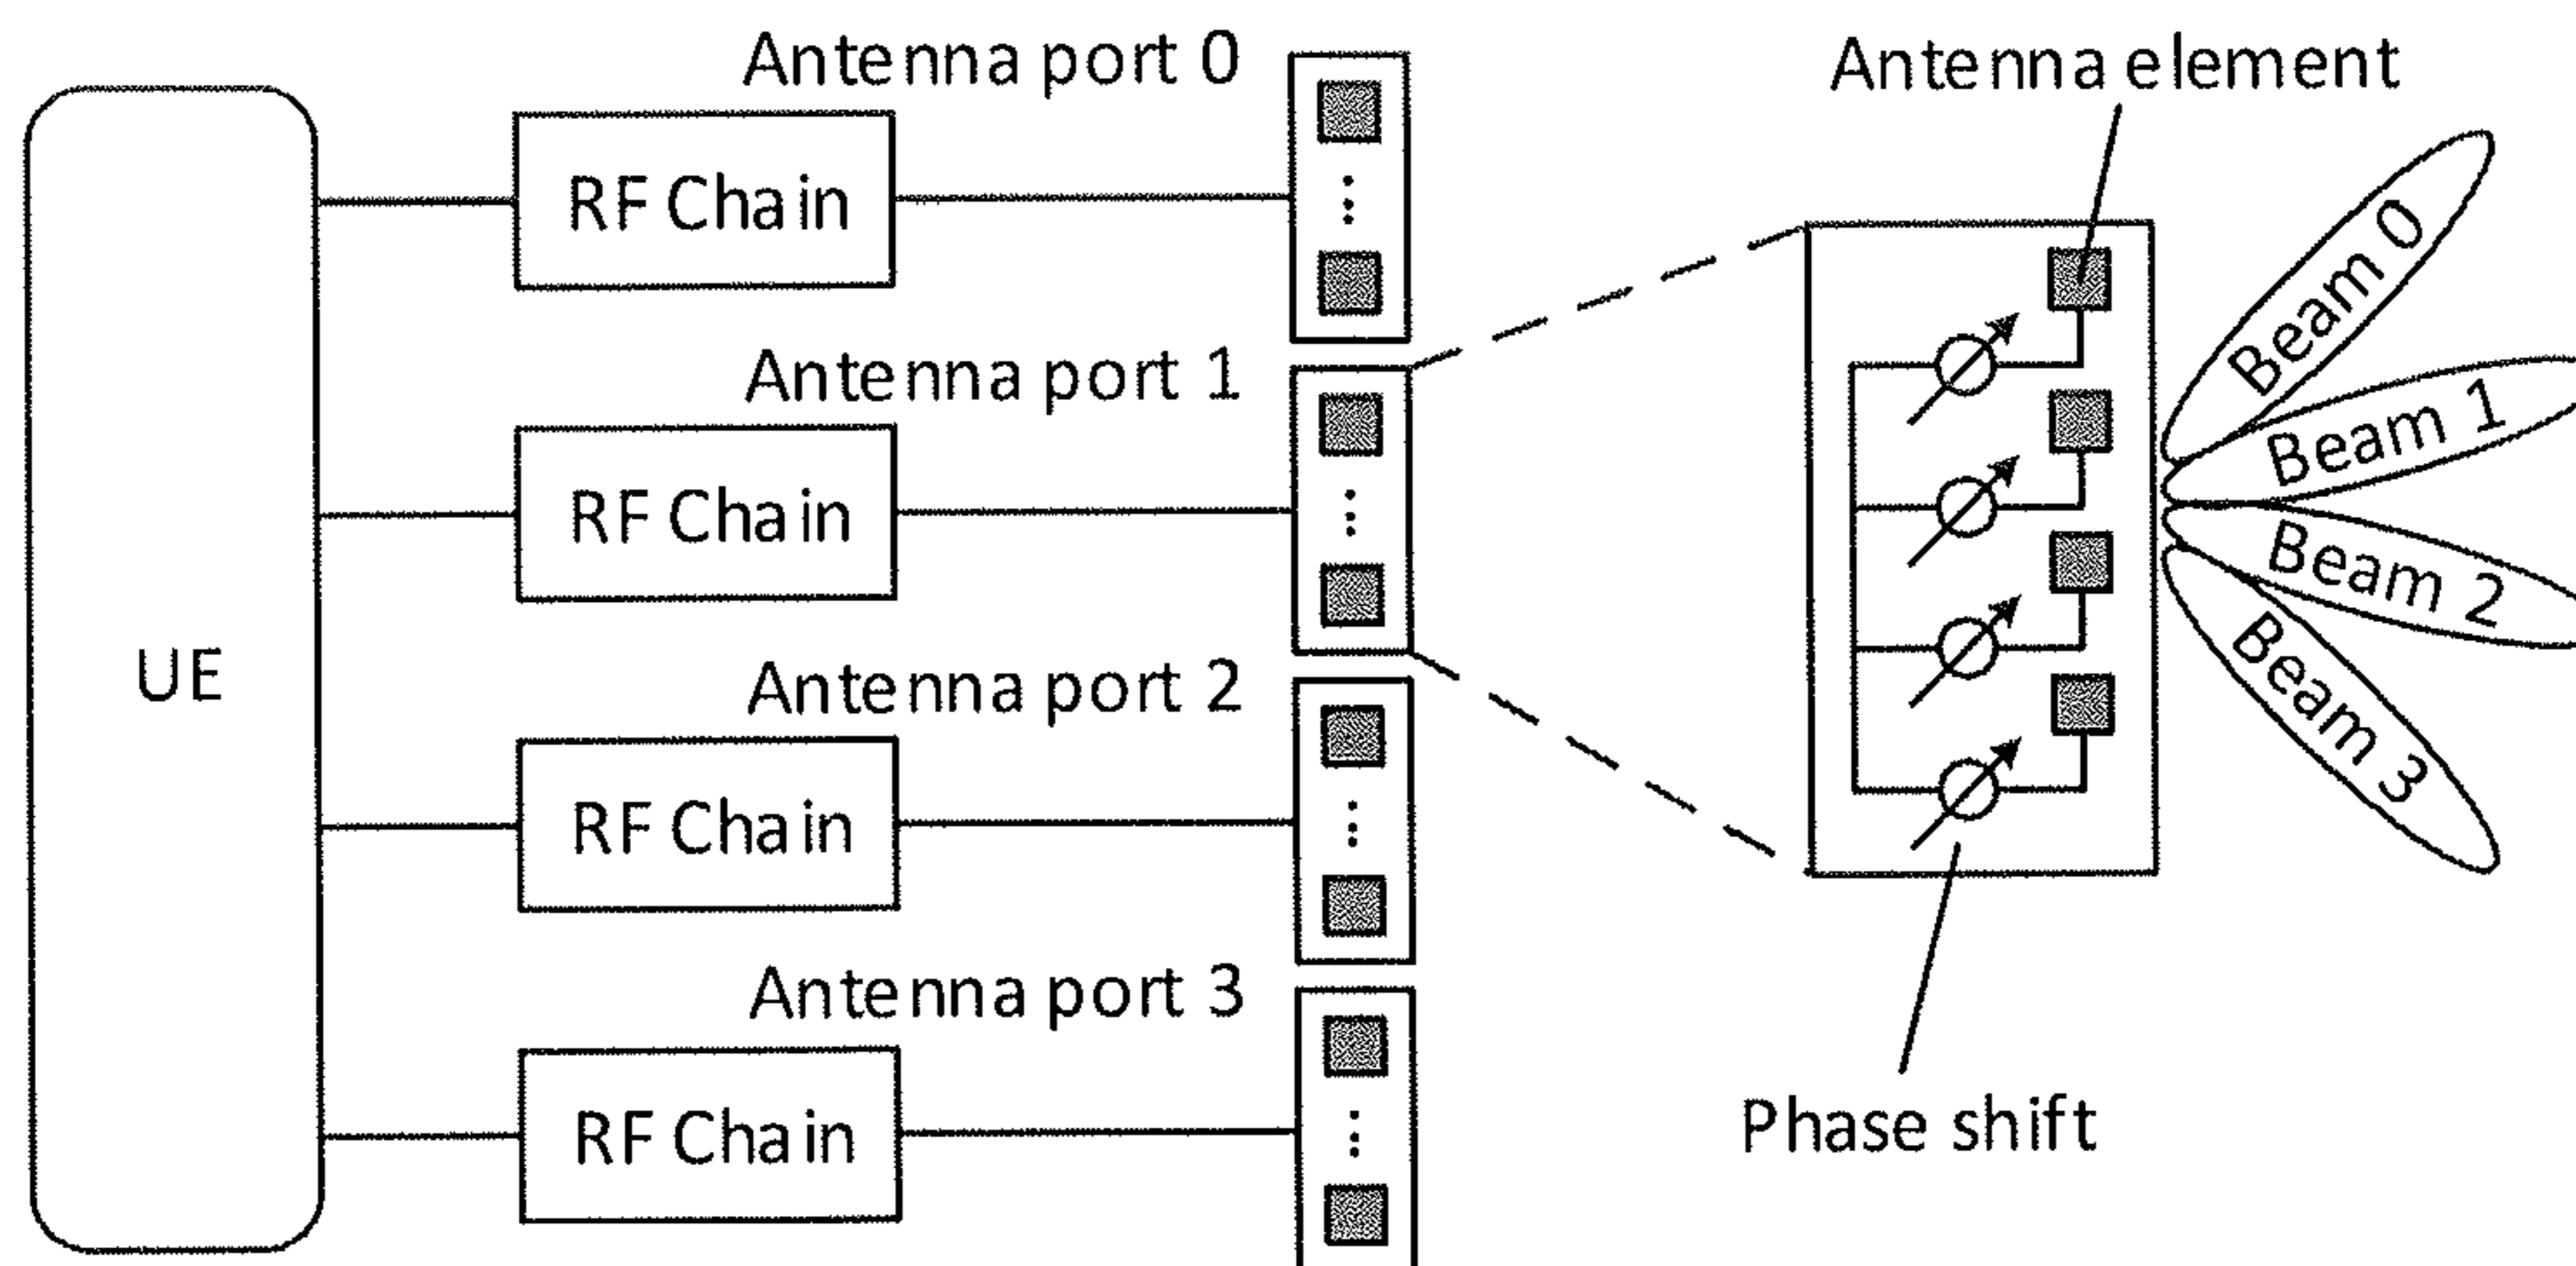 Antenna port 0
Antenna element
RF Chain
Beam 0
Antenna port 1
Beam 1
RF Chain
Beam 2
UE
Beam 3
Antenna port 2
RF Chain
Antenna port 3
RF Chain
Phase shift